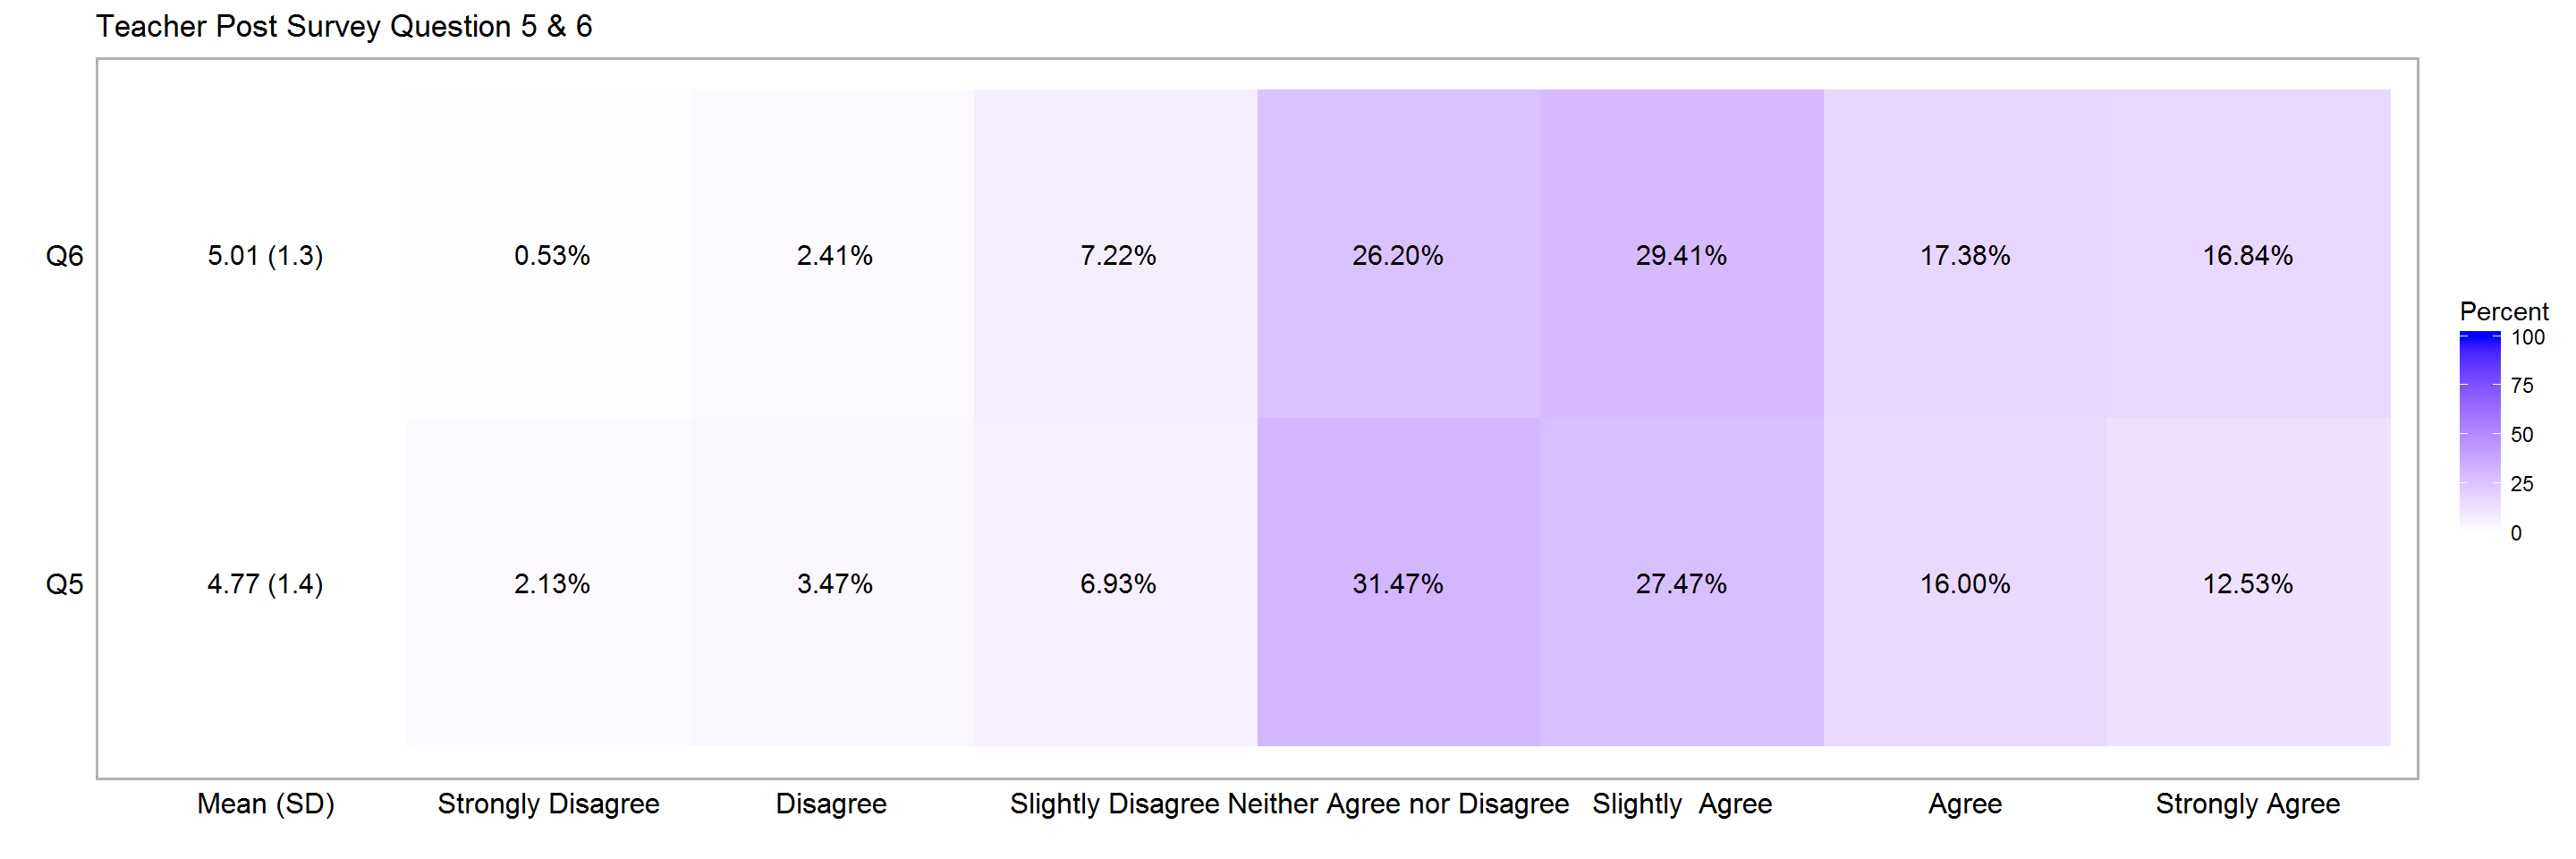 Teacher Post Survey Question 5 & 6
Q6 5.01 (1.3) 0.53% 2.41% 7.22% 26.20% 29.41% 17.38% 16.84%
Q5 4.77 (1.4) 2.13% 3.47% 6.93% 31.47% 27.47% 16.00% 12.53%
Mean (SD) Strongly Disagree Disagree Slightly Disagree Neither Agree nor Disagree Slightly  Agree Agree Strongly Agree
Percent
100
75
50
25
0